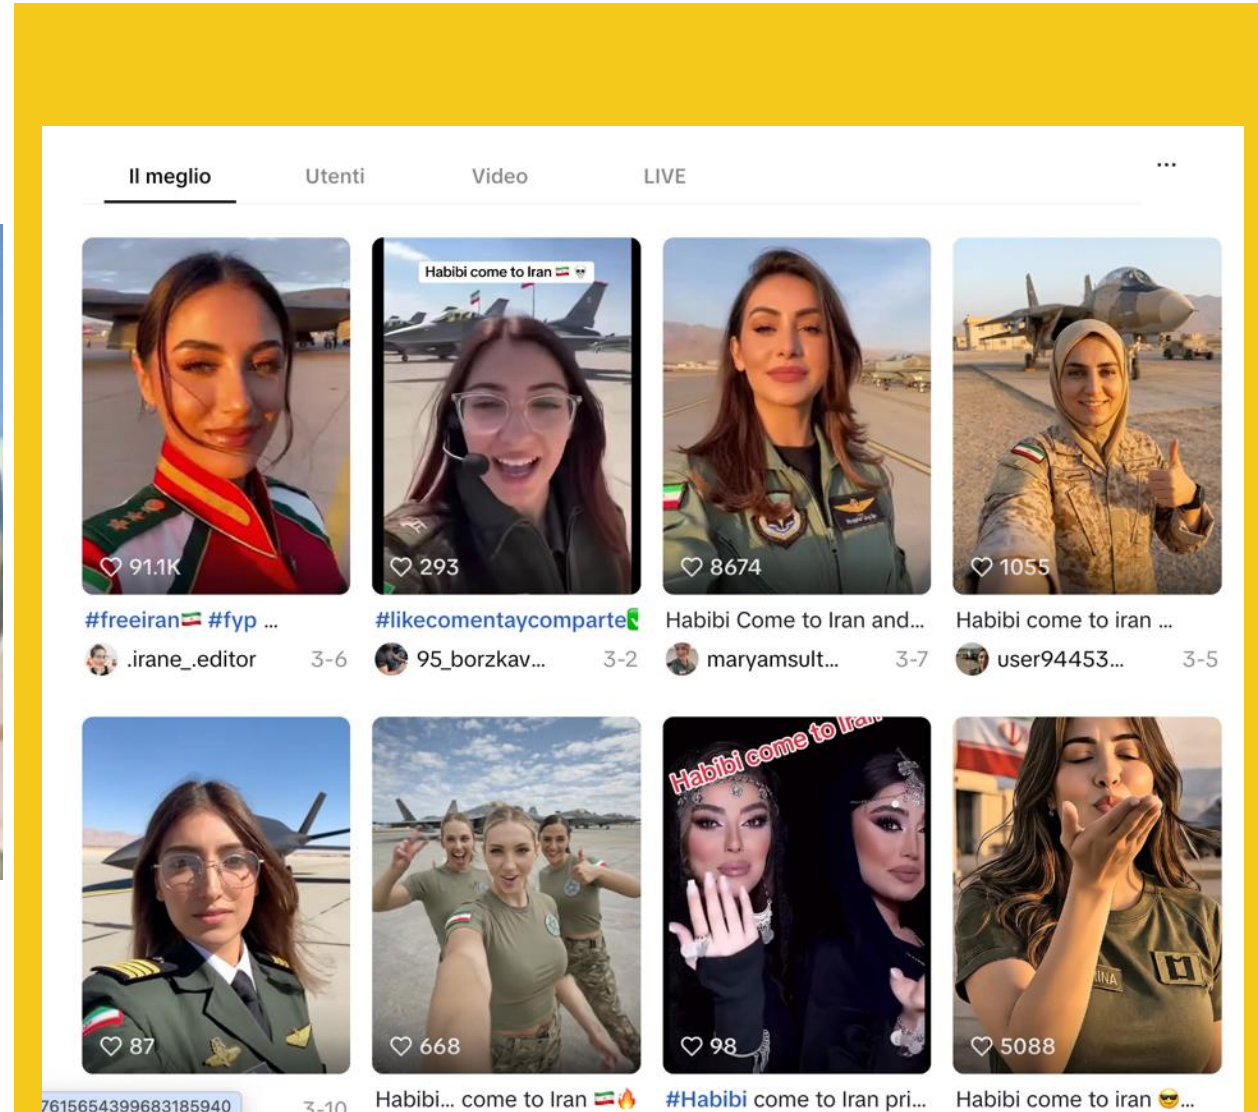 Il meglio Utenti Video LIVE ...
Habibi come to Iran 🇮🇷 💀
91.1K 293 8674 1055
#freeiran🇮🇷 #fyp ... #likecomentaycomparte Habibi Come to Iran and... Habibi come to iran ...
.irane_.editor 3-6 95_borzkav... 3-2 maryamsult... 3-7 user94453... 3-5
Habibi come to Iran
INA
87 668 98 5088
7615654399683185940 3-10 Habibi... come to Iran 🇮🇷🔥 #Habibi come to Iran pri... Habibi come to iran 😎...